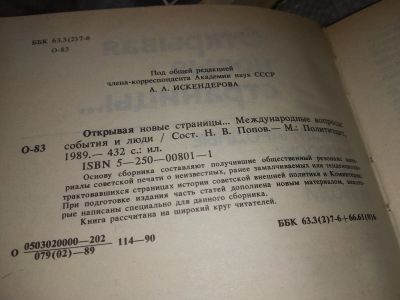 ББК 63.3(2)7-6
О-83
Под общей редакцией
члена-корреспондента Академии наук СССР
А. А. ИСКЕНДЕРОВА
Открывая новые страницы... Международные вопросы:
О-83 события и люди / Сост. Н. В. Попов.— М.: Политиздат,
1989.— 432 с.: ил.
ISBN 5—250—00801—1
Основу сборника составляют получившие общественный резонанс
риалы советской печати о неизвестных, ранее замалчиваемых или тенденциозно
трактовавшихся страницах истории советской внешней политики и Коминтерна.
При подготовке издания часть статей дополнена новым материалом,
рые написаны специально для данного сборника.
Книга рассчитана на широкий круг читателей.
О 0503020000—202
079(02)—89
114—90
ББК 63.3(2)7-6+66.61(0)6